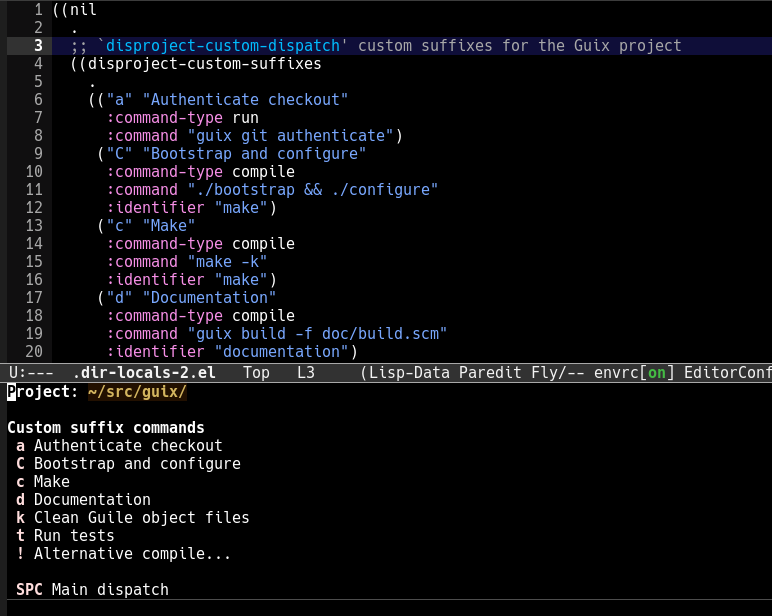 1 ((nil
2 .
3 ;; `disproject-custom-dispatch' custom suffixes for the Guix project
4 ((disproject-custom-suffixes
5 .
6 (("a" "Authenticate checkout"
7 :command-type run
8 :command "guix git authenticate")
9 ("C" "Bootstrap and configure"
10 :command-type compile
11 :command "./bootstrap && ./configure"
12 :identifier "make")
13 ("c" "Make"
14 :command-type compile
15 :command "make -k"
16 :identifier "make")
17 ("d" "Documentation"
18 :command-type compile
19 :command "guix build -f doc/build.scm"
20 :identifier "documentation")
U:--- .dir-locals-2.el Top L3 (Lisp-Data Paredit Fly/-- envrc[on] EditorConf
Project: ~/src/guix/
Custom suffix commands
a Authenticate checkout
C Bootstrap and configure
c Make
d Documentation
k Clean Guile object files
t Run tests
! Alternative compile...
SPC Main dispatch